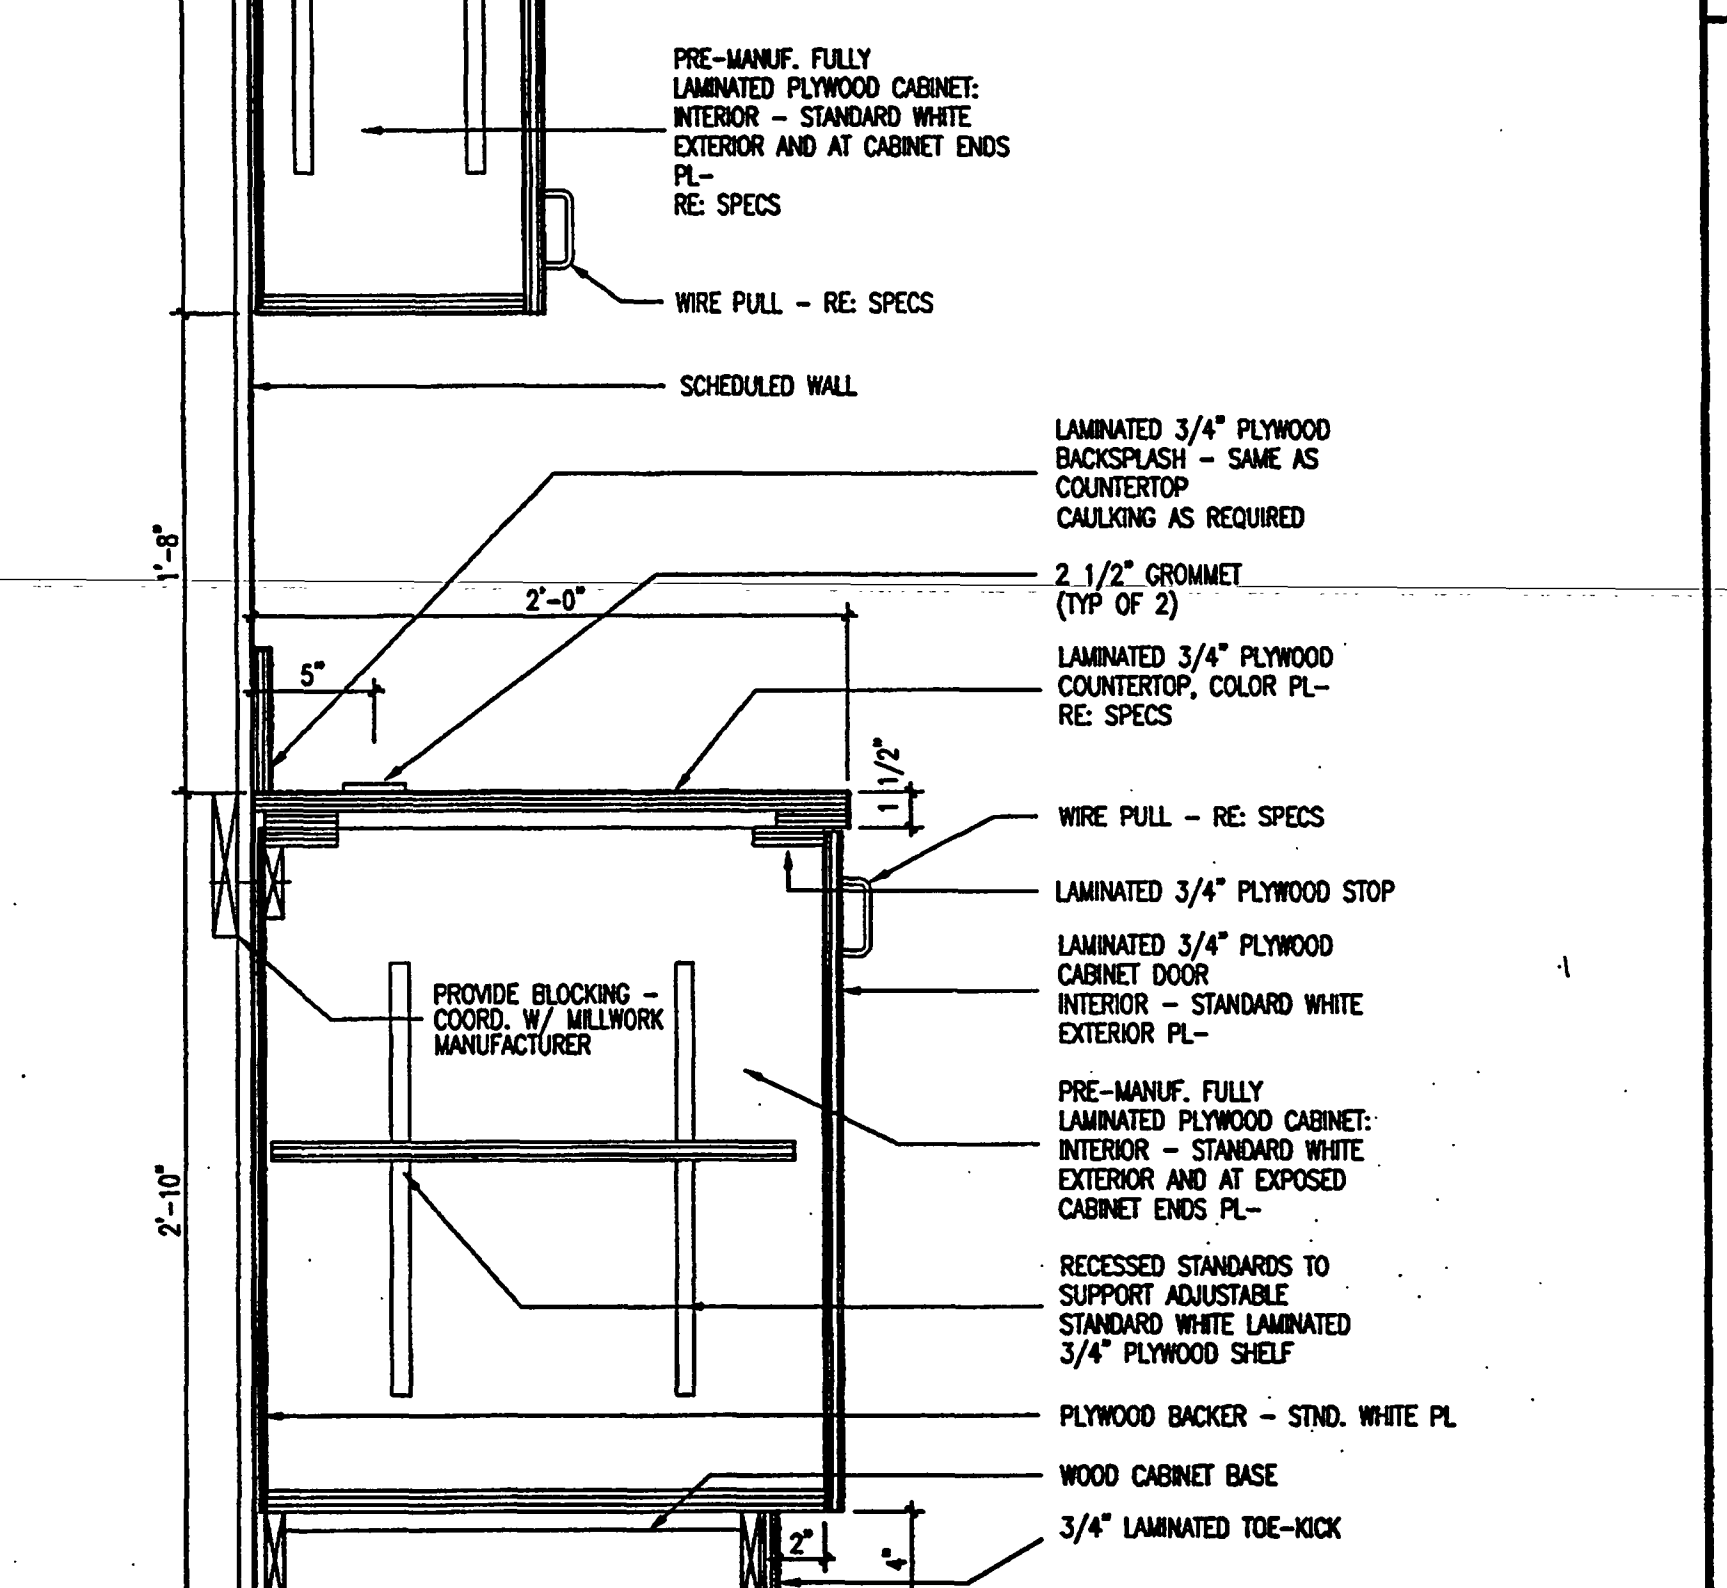 PRE-MANUF. FULLY
LAMINATED PLYWOOD CABINET:
INTERIOR - STANDARD WHITE
EXTERIOR AND AT CABINET ENDS
PL-
RE: SPECS
WIRE PULL - RE: SPECS
SCHEDULED WALL
LAMINATED 3/4" PLYWOOD
BACKSPLASH - SAME AS
COUNTERTOP
CAULKING AS REQUIRED
1'-8"
2 1/2" GROMMET
(TYP OF 2)
2'-0"
5"
LAMINATED 3/4" PLYWOOD
COUNTERTOP, COLOR PL-
RE: SPECS
1 1/2"
WIRE PULL - RE: SPECS
LAMINATED 3/4" PLYWOOD STOP
LAMINATED 3/4" PLYWOOD
CABINET DOOR
INTERIOR - STANDARD WHITE
EXTERIOR PL-
PROVIDE BLOCKING -
COORD. W/ MILLWORK
MANUFACTURER
PRE-MANUF. FULLY
LAMINATED PLYWOOD CABINET:
INTERIOR - STANDARD WHITE
EXTERIOR AND AT EXPOSED
CABINET ENDS PL-
2'-10"
RECESSED STANDARDS TO
SUPPORT ADJUSTABLE
STANDARD WHITE LAMINATED
3/4" PLYWOOD SHELF
PLYWOOD BACKER - STND. WHITE PL
WOOD CABINET BASE
3/4" LAMINATED TOE-KICK
2"
4"